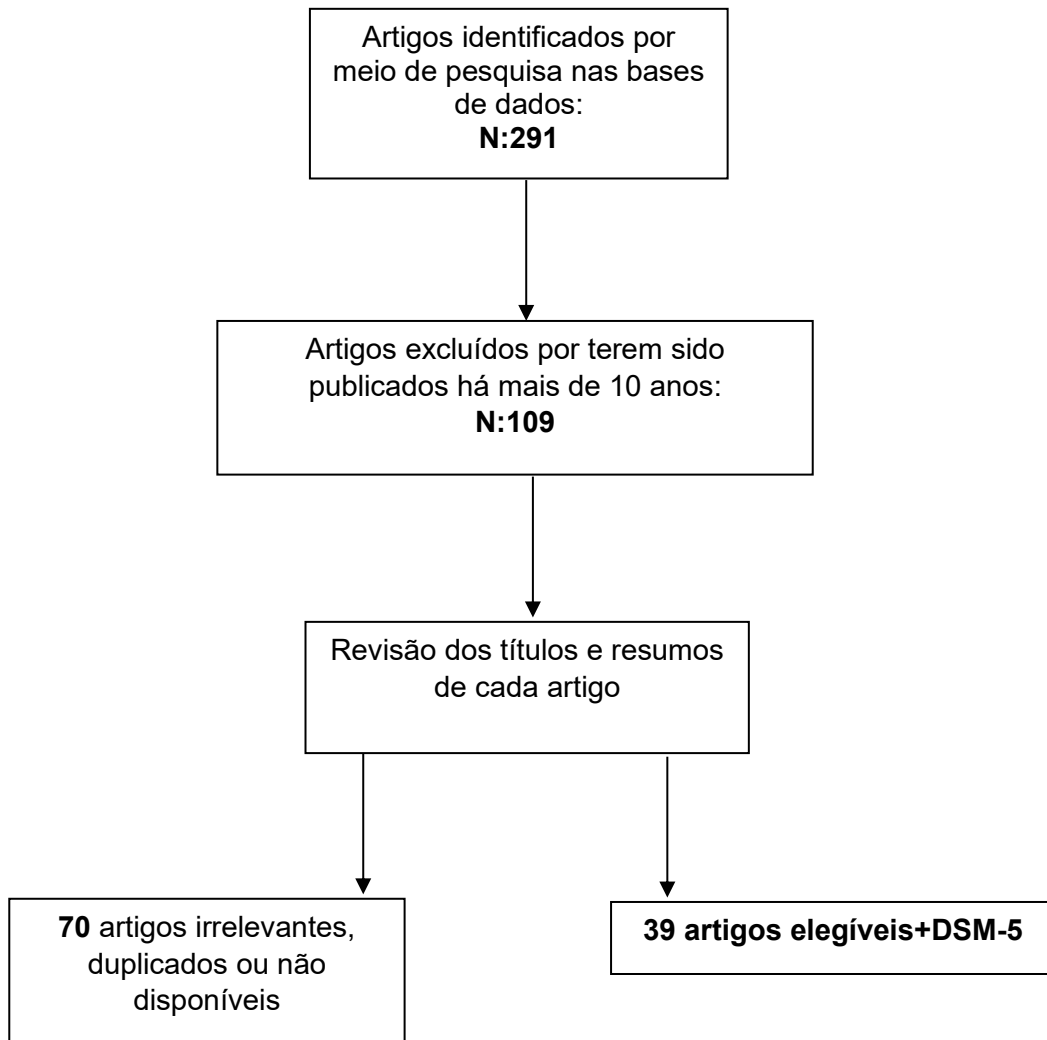 Artigos identificados por
meio de pesquisa nas bases
de dados:
N:291
Artigos excluídos por terem sido
publicados há mais de 10 anos:
N:109
Revisão dos títulos e resumos
de cada artigo
70 artigos irrelevantes,
duplicados ou não
disponíveis
39 artigos elegíveis+DSM-5